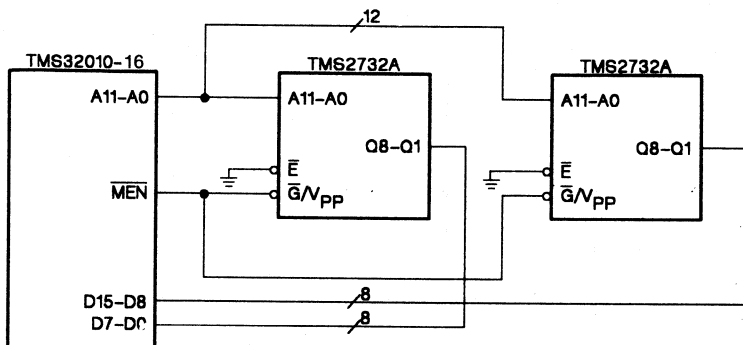 12
TMS32010-16
TMS2732A
TMS2732A
A11-A0
A11-A0
A11-A0
Q8-Q1
Q8-Q1
E
E
MEN
G/VPP
G/VPP
D15-D8
8
D7-D0
8